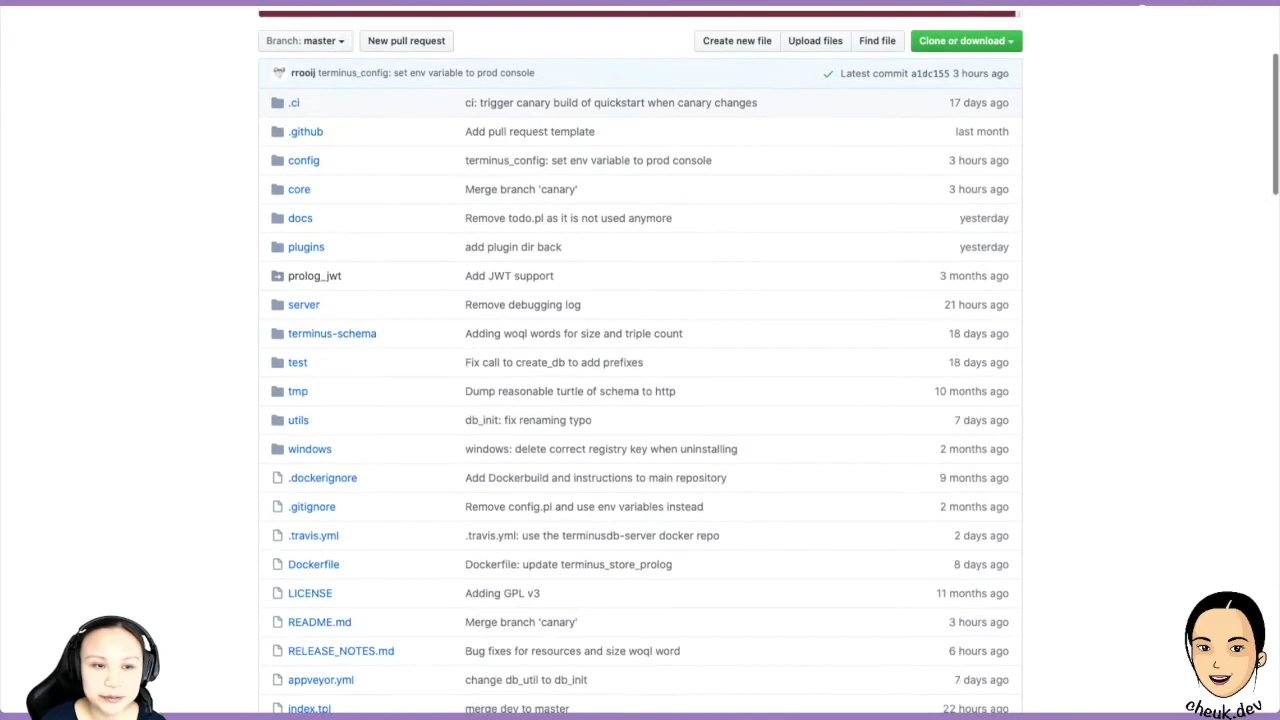 Branch: master
New pull request
Create new file
Upload files
Find file
Clone or download
rrooij terminus_config: set env variable to prod console
Latest commit a1dc155 3 hours ago
.ci
ci: trigger canary build of quickstart when canary changes
17 days ago
.github
Add pull request template
last month
config
terminus_config: set env variable to prod console
3 hours ago
core
Merge branch 'canary'
3 hours ago
docs
Remove todo.pl as it is not used anymore
yesterday
plugins
add plugin dir back
yesterday
prolog_jwt
Add JWT support
3 months ago
server
Remove debugging log
21 hours ago
terminus-schema
Adding woql words for size and triple count
18 days ago
test
Fix call to create_db to add prefixes
18 days ago
tmp
Dump reasonable turtle of schema to http
10 months ago
utils
db_init: fix renaming typo
7 days ago
windows
windows: delete correct registry key when uninstalling
2 months ago
.dockerignore
Add Dockerbuild and instructions to main repository
9 months ago
.gitignore
Remove config.pl and use env variables instead
2 months ago
.travis.yml
.travis.yml: use the terminusdb-server docker repo
2 days ago
Dockerfile
Dockerfile: update terminus_store_prolog
8 days ago
LICENSE
Adding GPL v3
11 months ago
README.md
Merge branch 'canary'
3 hours ago
RELEASE_NOTES.md
Bug fixes for resources and size woql word
6 hours ago
appveyor.yml
change db_util to db_init
7 days ago
index.tpl
merge dev to master
22 hours ago
cheuk.dev